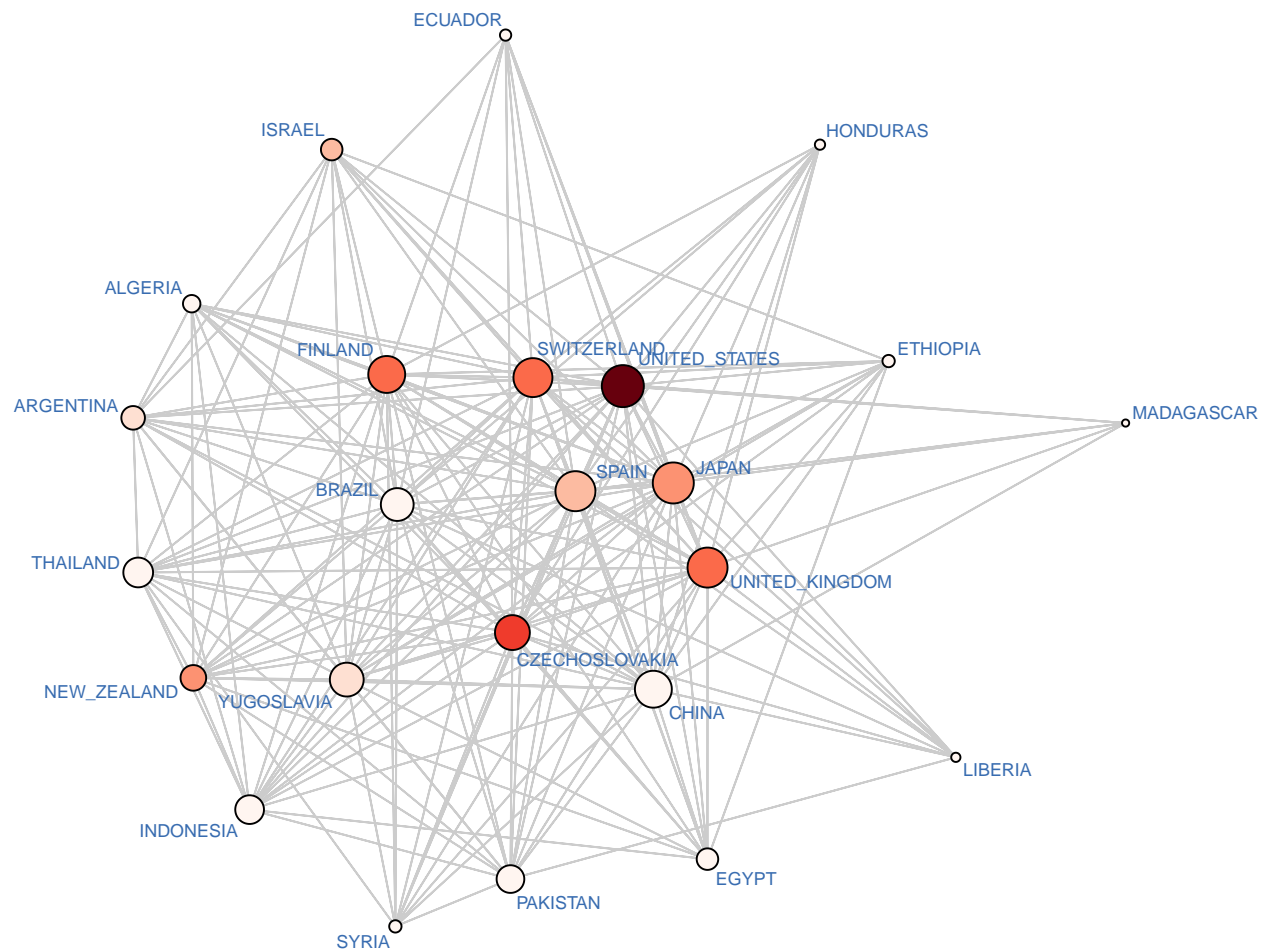 ECUADOR
ISRAEL
HONDURAS
ALGERIA
FINLAND
SWITZERLAND
UNITED_STATES
ETHIOPIA
ARGENTINA
MADAGASCAR
SPAIN
JAPAN
BRAZIL
THAILAND
UNITED_KINGDOM
CZECHOSLOVAKIA
NEW_ZEALAND
YUGOSLAVIA
CHINA
LIBERIA
INDONESIA
EGYPT
PAKISTAN
SYRIA